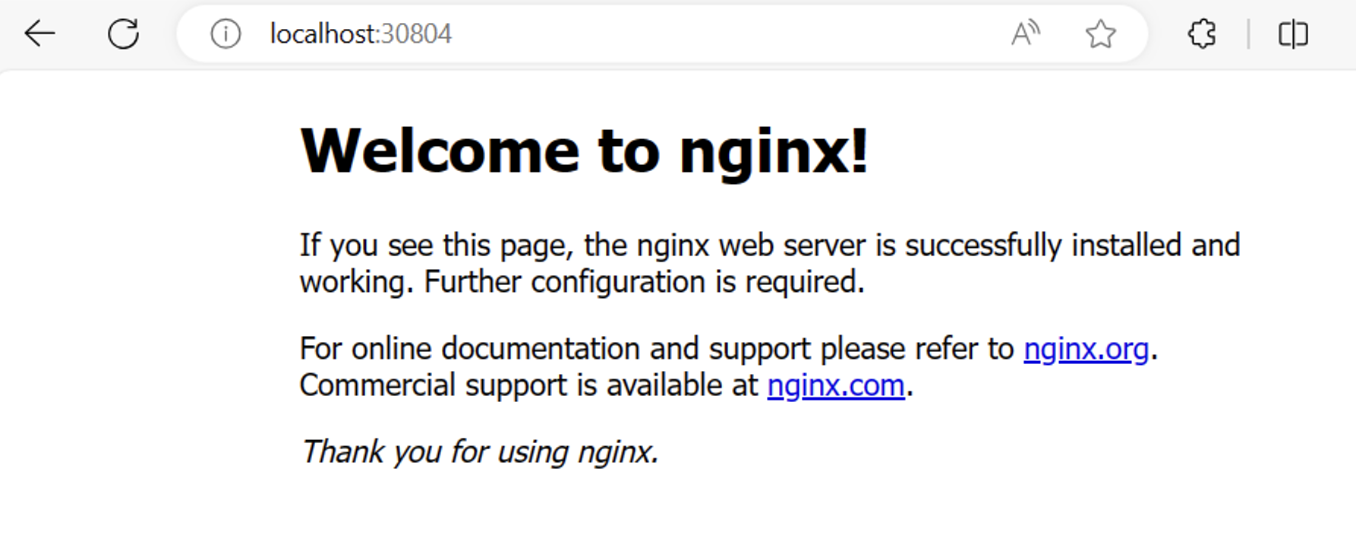 localhost:30804
Welcome to nginx!
If you see this page, the nginx web server is successfully installed and
working. Further configuration is required.
For online documentation and support please refer to nginx.org.
Commercial support is available at nginx.com.
Thank you for using nginx.